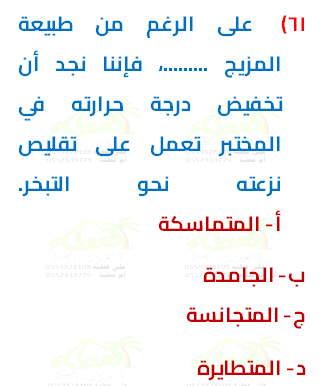 ٦١) على الرغم من طبيعة
المزيج .........، فإننا نجد أن
تخفيض درجة حرارته في
المختبر تعمل على تقليص
نزعته نحو التبخر.
أ- المتماسكة
ب- الجامدة
ج- المتجانسة
د- المتطايرة